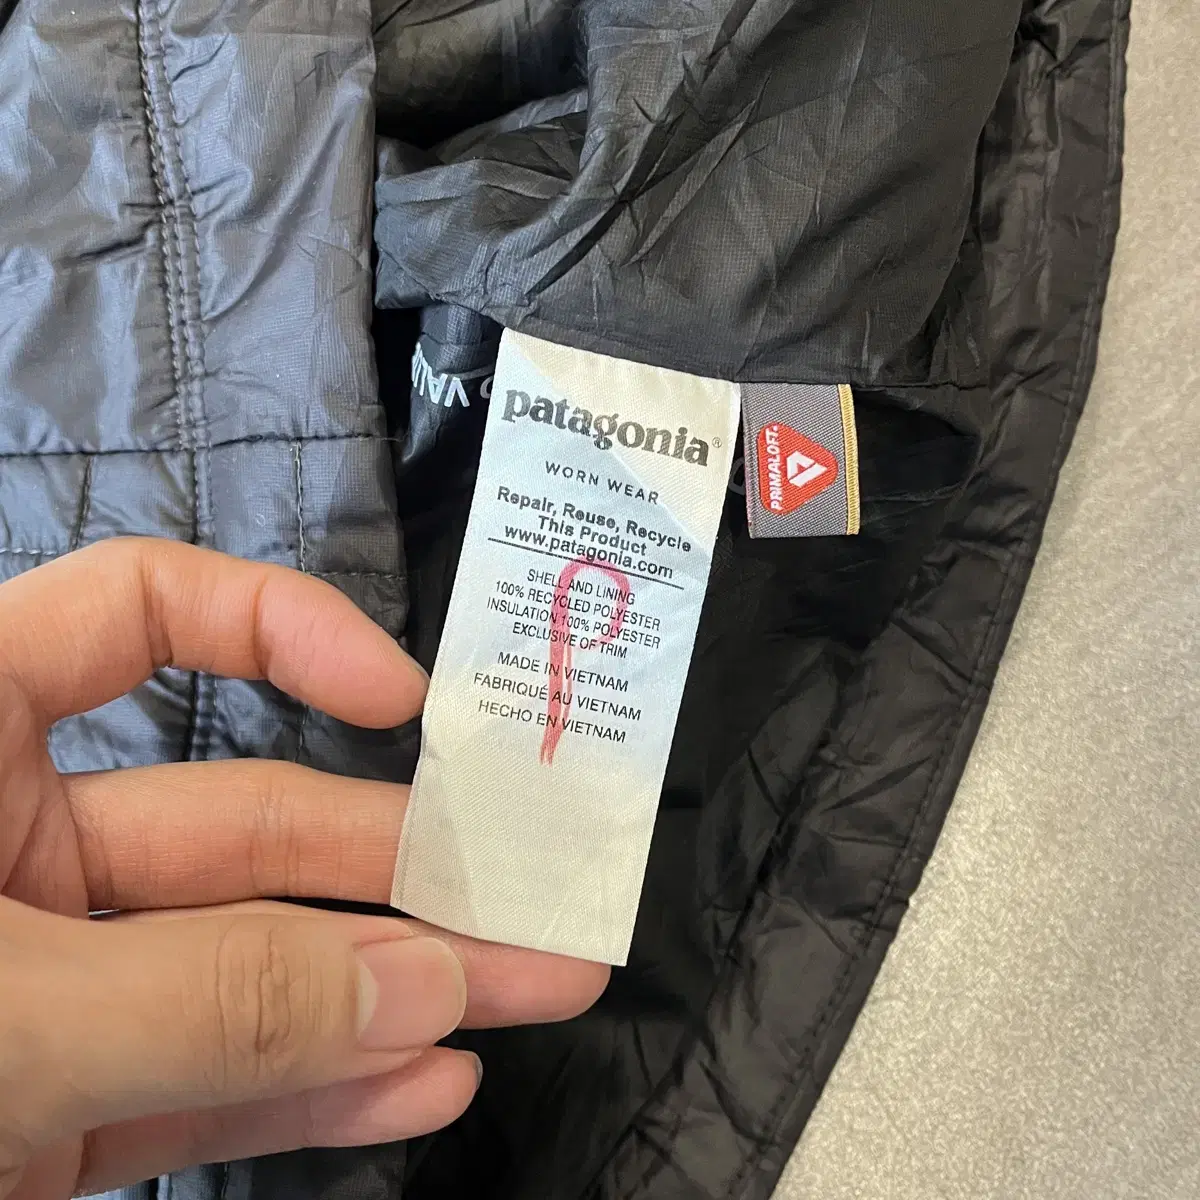 patagonia®
WORN WEAR
Repair, Reuse, Recycle
This Product
www.patagonia.com
SHELL AND LINING
100% RECYCLED POLYESTER
INSULATION 100% POLYESTER
EXCLUSIVE OF TRIM
MADE IN VIETNAM
FABRIQUÉ AU VIETNAM
HECHO EN VIETNAM
P
PRIMALOFT